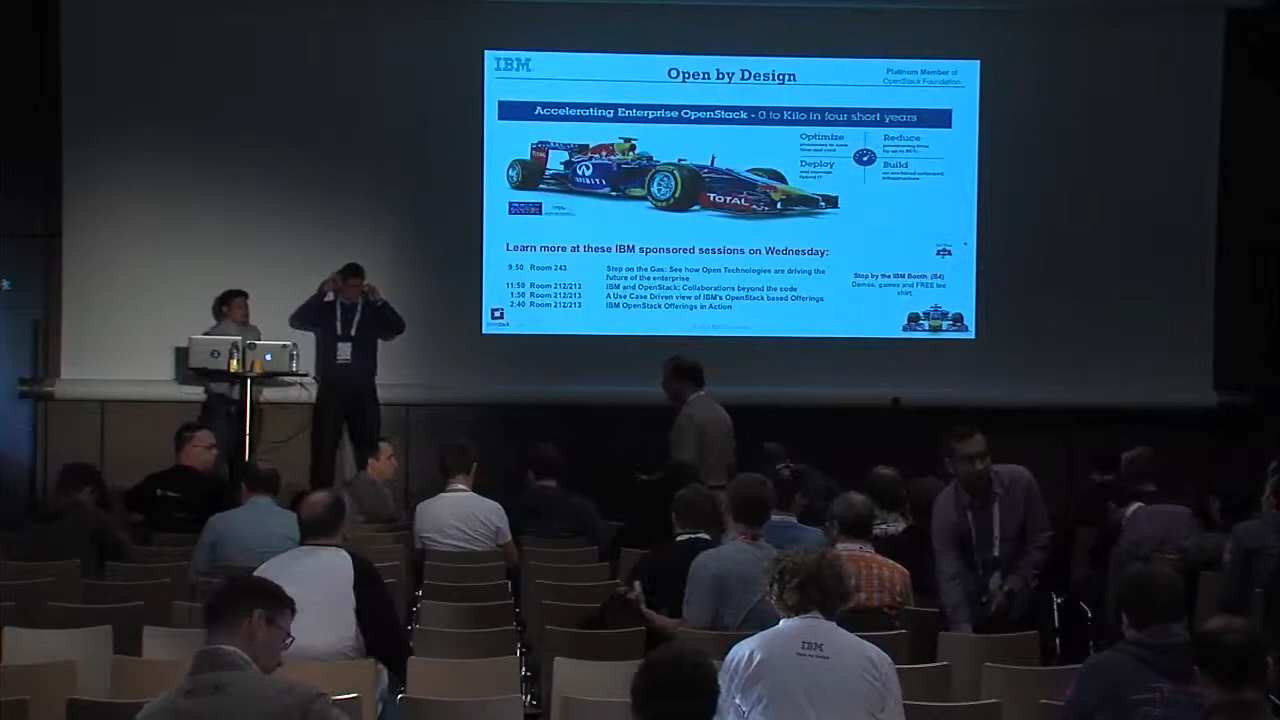 IBM
Open by Design
Platinum Member of
OpenStack Foundation
Accelerating Enterprise OpenStack - 0 to Kilo in four short years
Optimize
Reduce
Deploy
Build
INFINITI
TOTAL
Learn more at these IBM sponsored sessions on Wednesday:
9:50 Room 243 Step on the Gas: See how Open Technologies are driving the
future of the enterprise
11:50 Room 212/213 IBM and OpenStack: Collaborations beyond the code
1:50 Room 212/213 A Use Case Driven view of IBM's OpenStack based Offerings
2:40 Room 212/213 IBM OpenStack Offerings in Action
Stop by the IBM Booth: (B4)
Demos, games and FREE tee
shirt
openstack
IBM